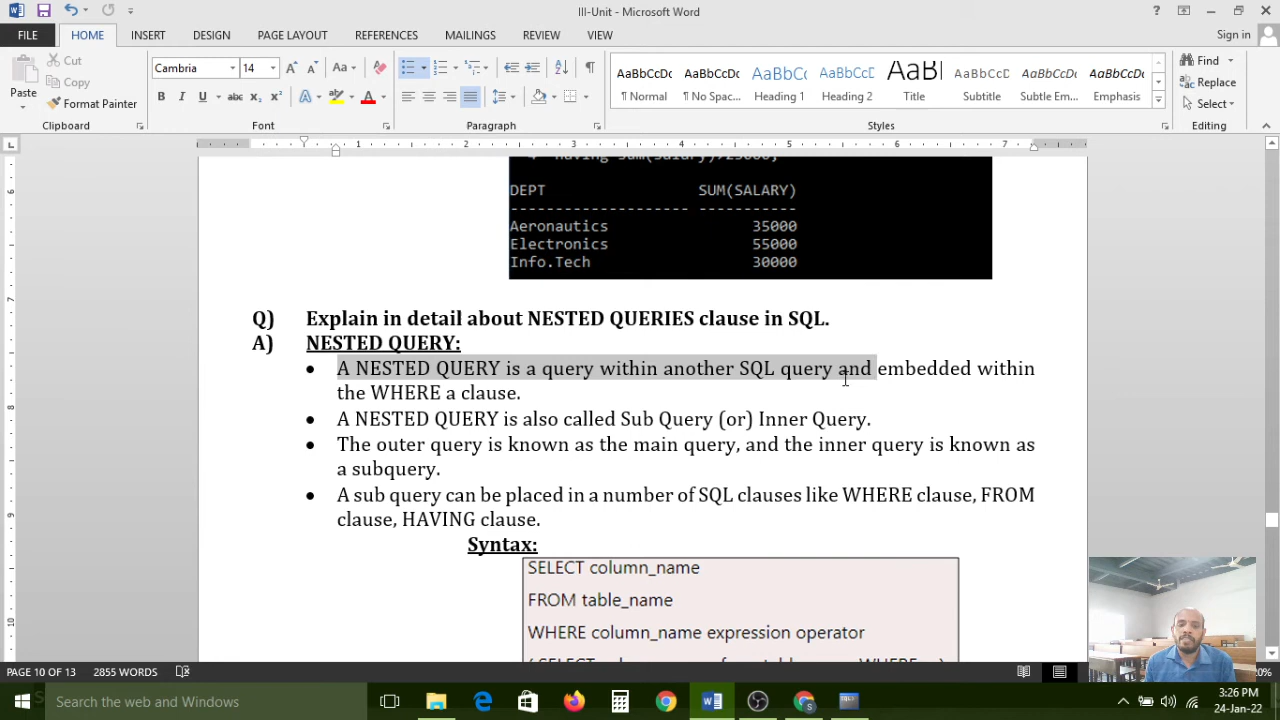 III-Unit - Microsoft Word
FILE HOME INSERT DESIGN PAGE LAYOUT REFERENCES MAILINGS REVIEW VIEW Sign in
Cut
Copy
Format Painter
Paste
Cambria 14
AaBbCcDc AaBbCcDc AaBbCc AaBbCcD AaBl AaBbCcD AaBbCcDc AaBbCcDc
¶ Normal ¶ No Spac... Heading 1 Heading 2 Title Subtitle Subtle Em... Emphasis
Find
Replace
Select
Clipboard Font Paragraph Styles Editing
having sum(salary)>25000;
DEPT SUM(SALARY)
-------------------- -----------
Aeronautics 35000
Electronics 55000
Info.Tech 30000
Q) Explain in detail about NESTED QUERIES clause in SQL.
A) NESTED QUERY:
• A NESTED QUERY is a query within another SQL query and embedded within
the WHERE a clause.
• A NESTED QUERY is also called Sub Query (or) Inner Query.
• The outer query is known as the main query, and the inner query is known as
a subquery.
• A sub query can be placed in a number of SQL clauses like WHERE clause, FROM
clause, HAVING clause.
Syntax:
SELECT column_name
FROM table_name
WHERE column_name expression operator
PAGE 10 OF 13 2855 WORDS
Search the web and Windows
3:26 PM
24-Jan-22